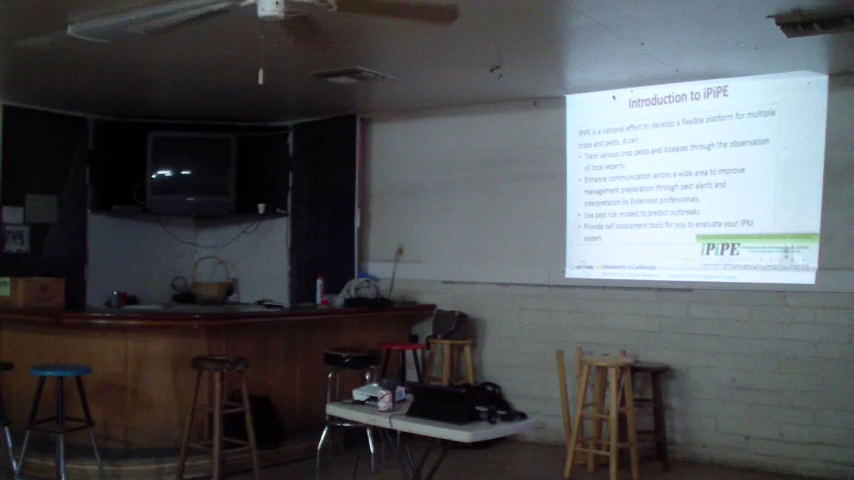 Introduction to iPiPE
iPiPE is a national effort to develop a flexible platform for multiple
crops and pests. It can:
• Track various crop pests and diseases through the observation
of local experts
• Enhance communication across a wide area to improve
management preparation through pest alerts and
interpretation by Extension professionals
• Use pest risk models to predict outbreaks
• Provide self assessment tools for you to evaluate your IPM
system
iPiPE
University of California